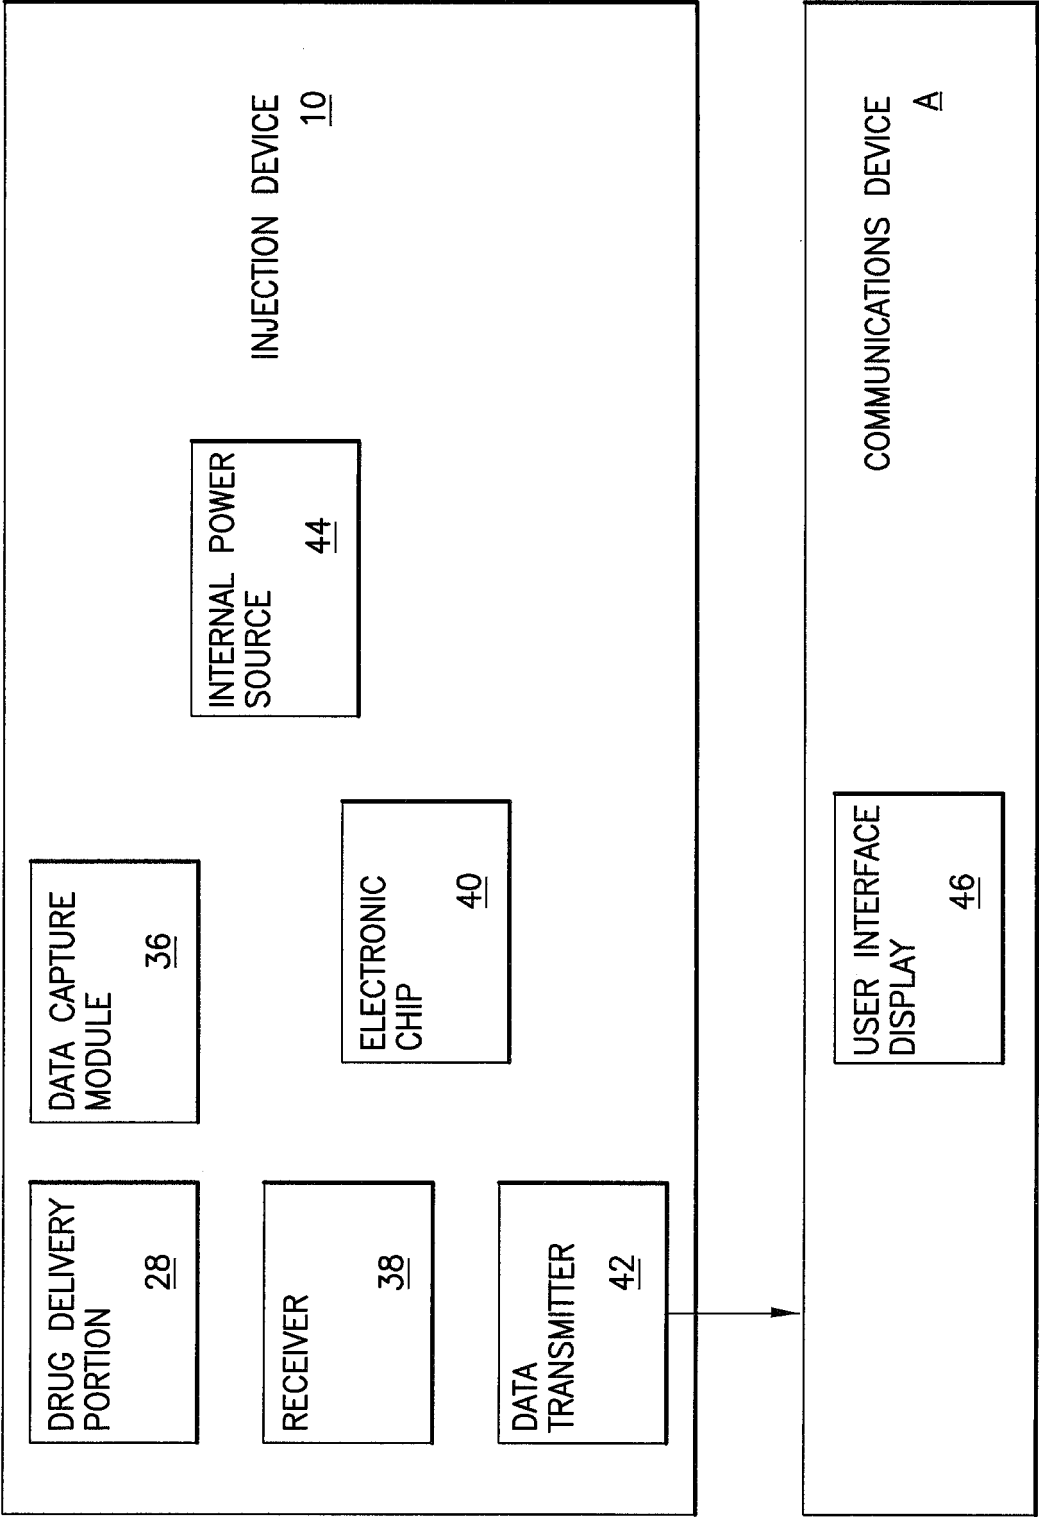 DRUG DELIVERY
PORTION
28
DATA CAPTURE
MODULE
36
RECEIVER
38
ELECTRONIC
CHIP
40
DATA
TRANSMITTER
42
INTERNAL POWER
SOURCE
44
INJECTION DEVICE
10
USER INTERFACE
DISPLAY
46
COMMUNICATIONS DEVICE
A